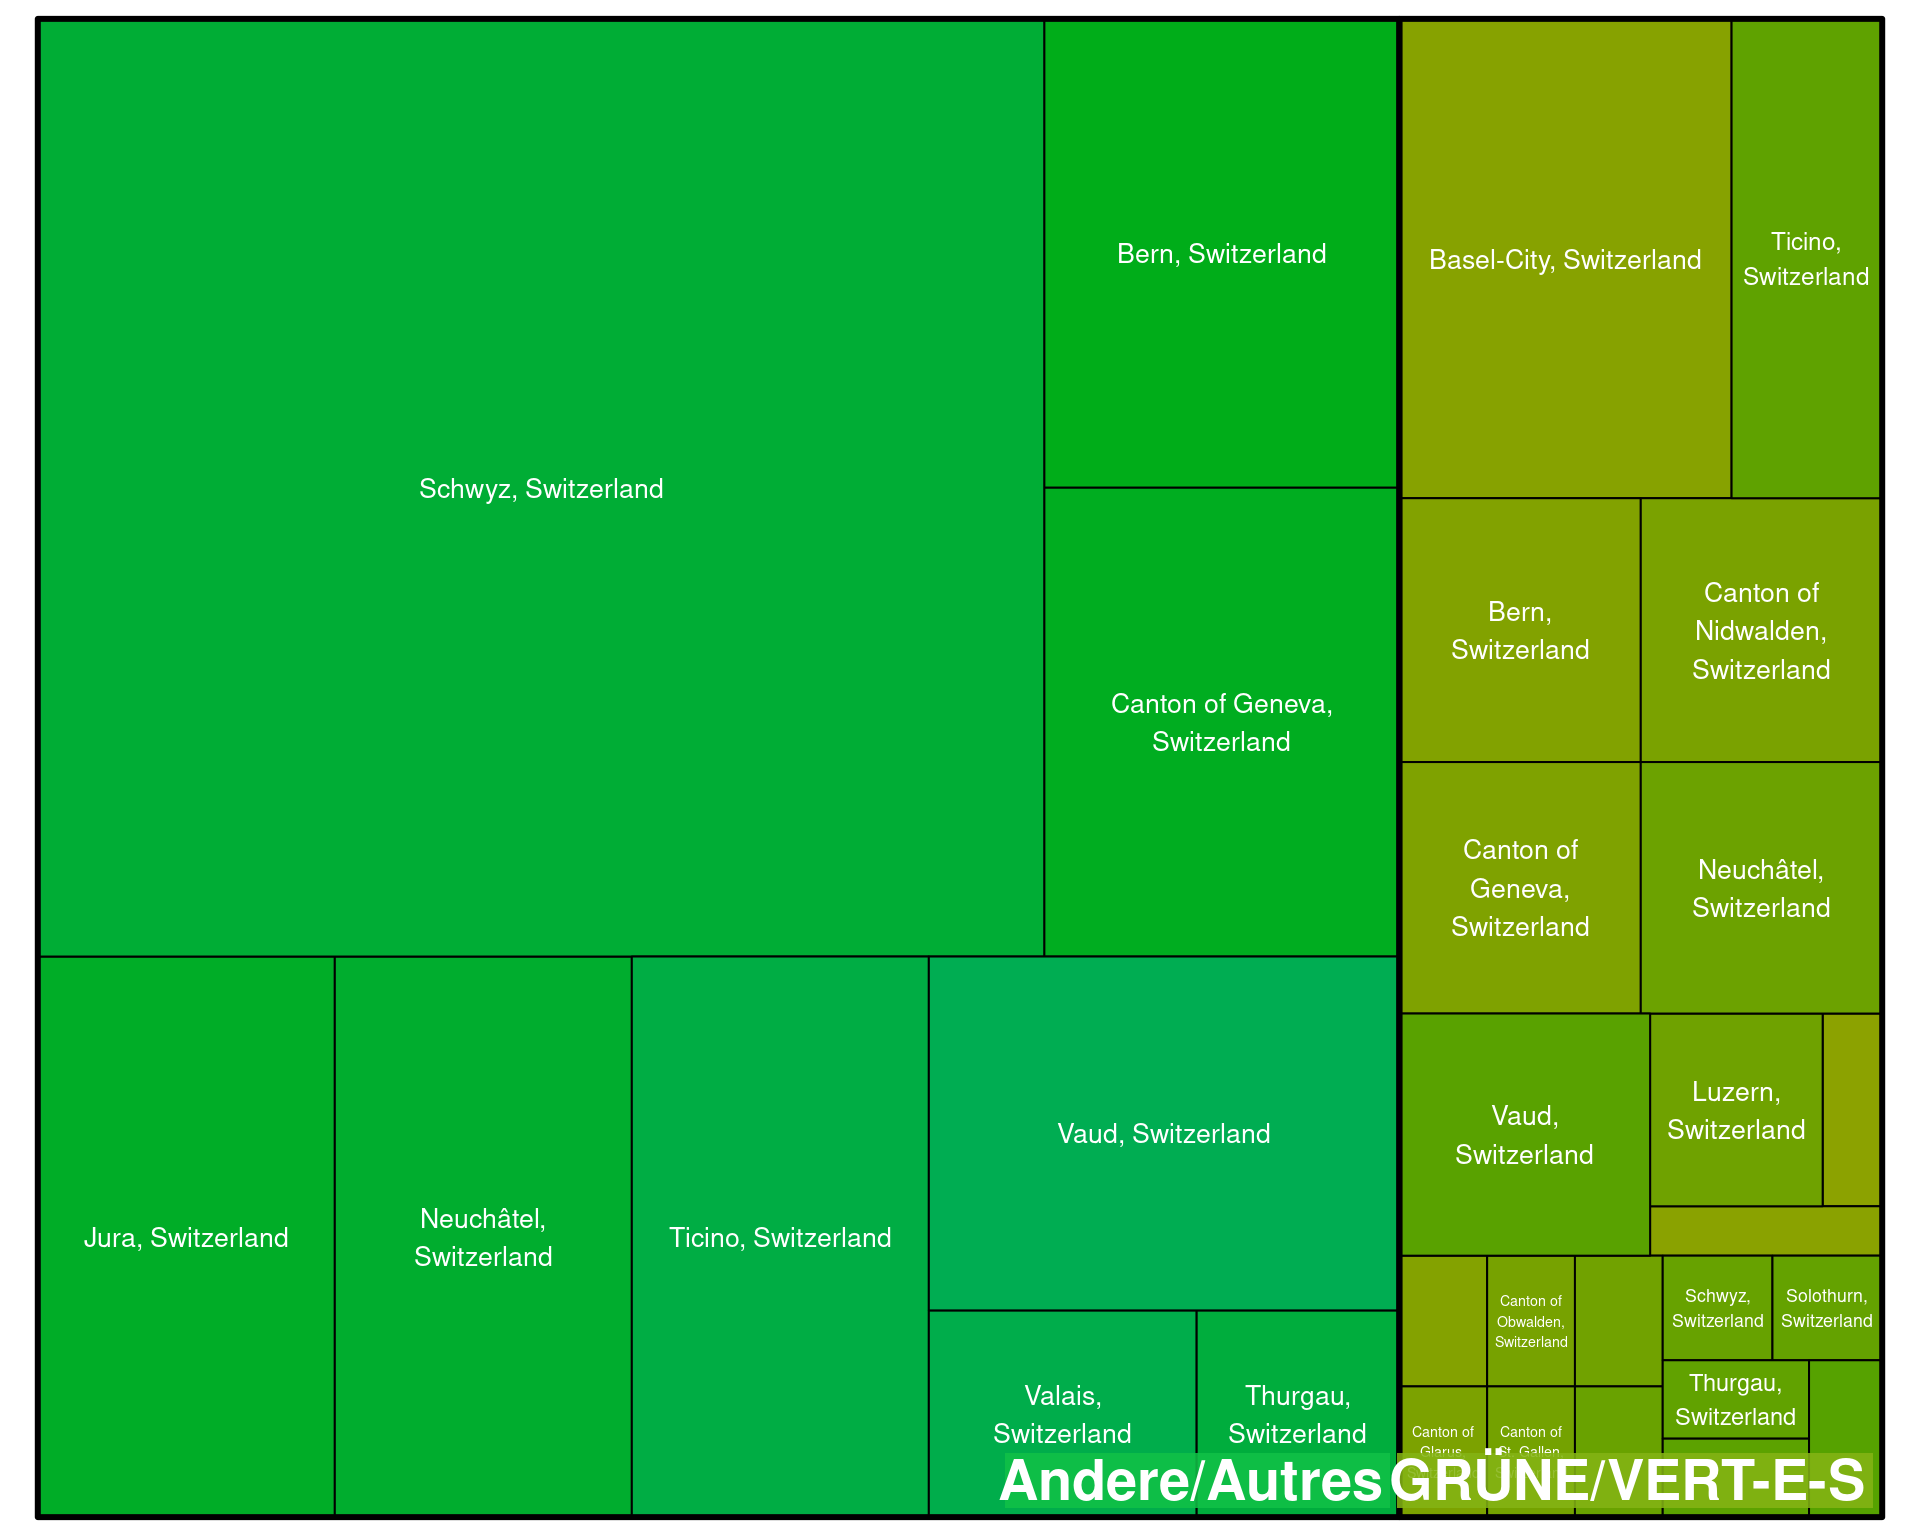 Schwyz, Switzerland
Bern, Switzerland
Canton of Geneva,
Switzerland
Jura, Switzerland
Neuchâtel,
Switzerland
Ticino, Switzerland
Vaud, Switzerland
Valais,
Switzerland
Thurgau,
Switzerland
Andere/Autres
Basel-City, Switzerland
Ticino,
Switzerland
Bern,
Switzerland
Canton of
Nidwalden,
Switzerland
Canton of
Geneva,
Switzerland
Neuchâtel,
Switzerland
Vaud,
Switzerland
Luzern,
Switzerland
Canton of
Obwalden,
Switzerland
Schwyz,
Switzerland
Solothurn,
Switzerland
Thurgau,
Switzerland
Canton of
Glarus,
Canton of
St. Gallen,
GRÜNE/VERT-E-S